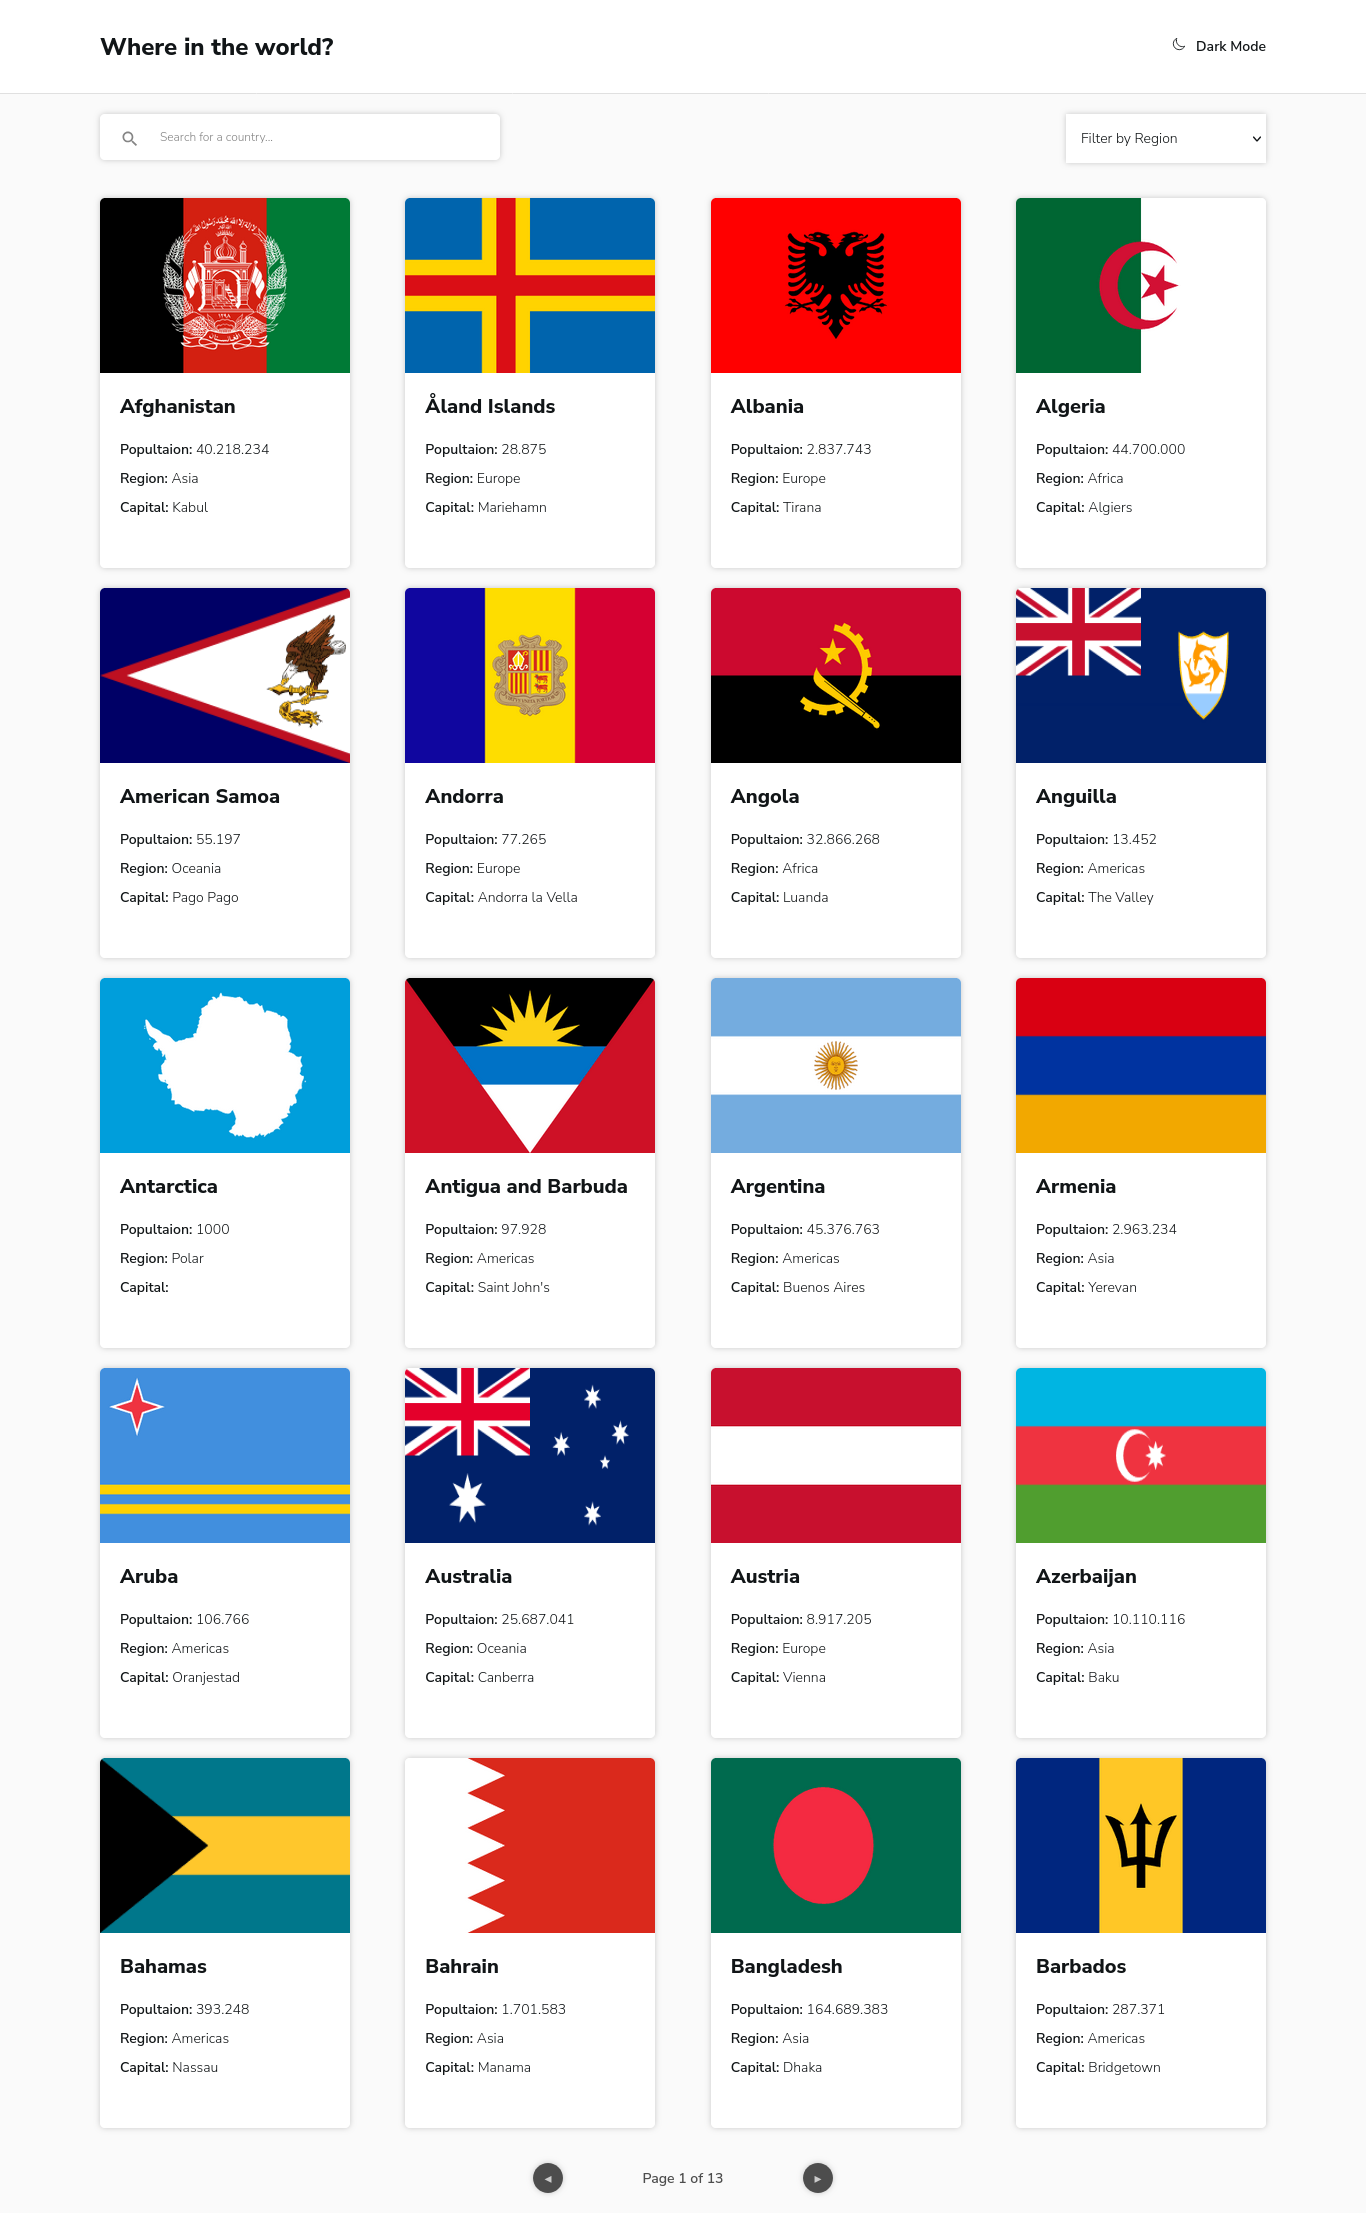 Where in the world?
Dark Mode
Search for a country...
Filter by Region
Afghanistan
Popultaion: 40.218.234
Region: Asia
Capital: Kabul
Åland Islands
Popultaion: 28.875
Region: Europe
Capital: Mariehamn
Albania
Popultaion: 2.837.743
Region: Europe
Capital: Tirana
Algeria
Popultaion: 44.700.000
Region: Africa
Capital: Algiers
American Samoa
Popultaion: 55.197
Region: Oceania
Capital: Pago Pago
Andorra
Popultaion: 77.265
Region: Europe
Capital: Andorra la Vella
Angola
Popultaion: 32.866.268
Region: Africa
Capital: Luanda
Anguilla
Popultaion: 13.452
Region: Americas
Capital: The Valley
Antarctica
Popultaion: 1000
Region: Polar
Capital:
Antigua and Barbuda
Popultaion: 97.928
Region: Americas
Capital: Saint John's
Argentina
Popultaion: 45.376.763
Region: Americas
Capital: Buenos Aires
Armenia
Popultaion: 2.963.234
Region: Asia
Capital: Yerevan
Aruba
Popultaion: 106.766
Region: Americas
Capital: Oranjestad
Australia
Popultaion: 25.687.041
Region: Oceania
Capital: Canberra
Austria
Popultaion: 8.917.205
Region: Europe
Capital: Vienna
Azerbaijan
Popultaion: 10.110.116
Region: Asia
Capital: Baku
Bahamas
Popultaion: 393.248
Region: Americas
Capital: Nassau
Bahrain
Popultaion: 1.701.583
Region: Asia
Capital: Manama
Bangladesh
Popultaion: 164.689.383
Region: Asia
Capital: Dhaka
Barbados
Popultaion: 287.371
Region: Americas
Capital: Bridgetown
Page 1 of 13